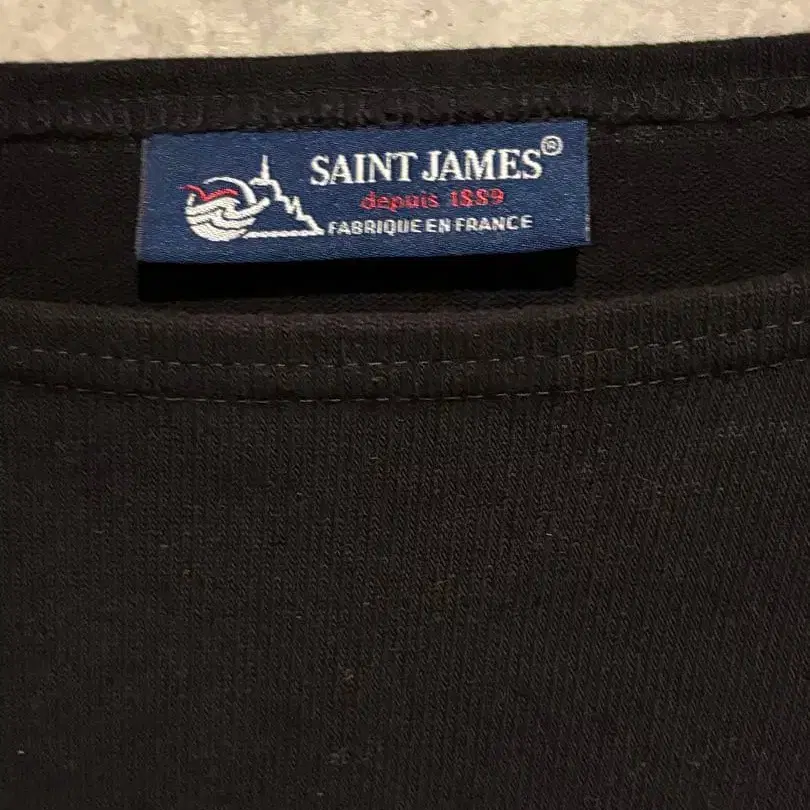 SAINT JAMES®
depuis 1889
FABRIQUE EN FRANCE